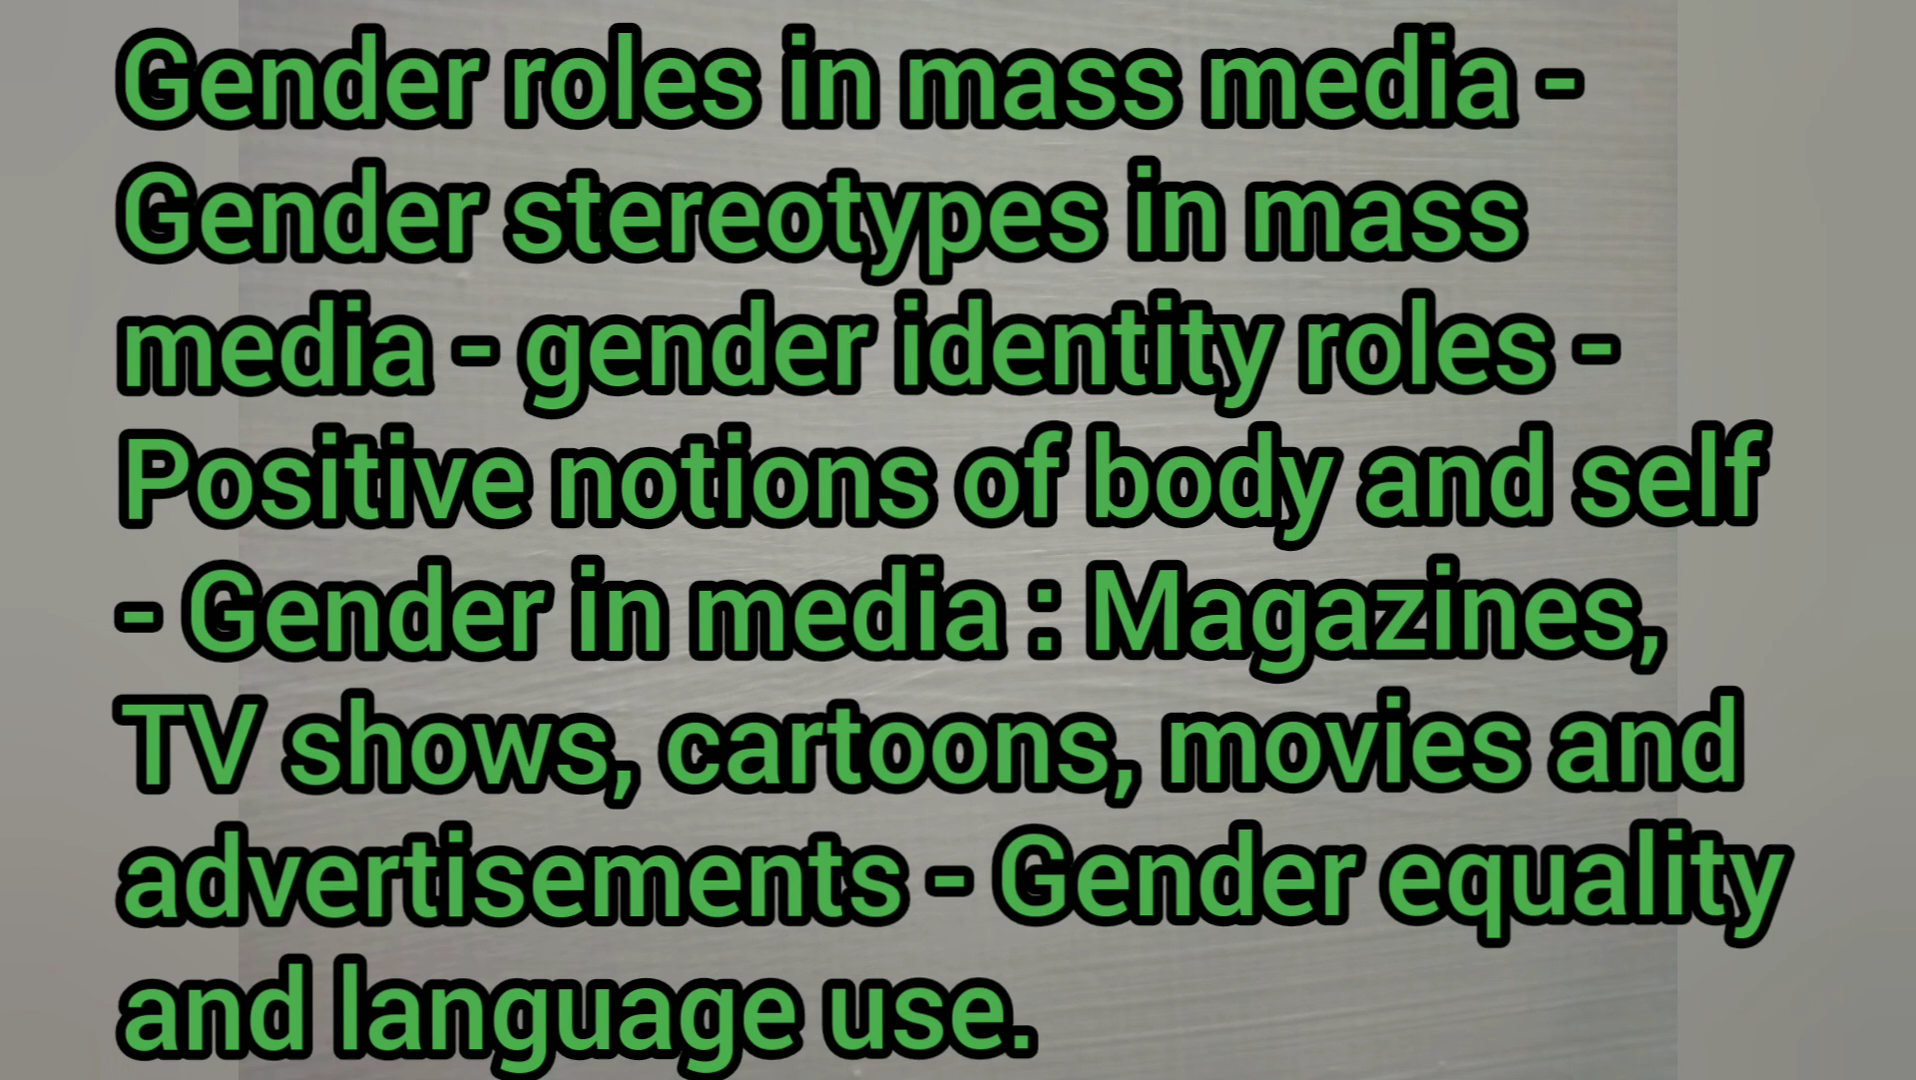 Gender roles in mass media -
Gender stereotypes in mass
media - gender identity roles -
Positive notions of body and self
- Gender in media : Magazines,
TV shows, cartoons, movies and
advertisements - Gender equality
and language use.